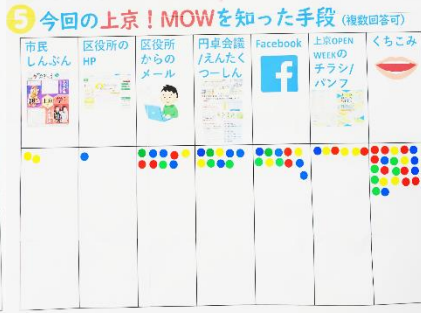 5 今回の上京！MOWを知った手段（複数回答可）
市民
しんぶん
区役所の
HP
区役所
からの
メール
円卓会議
/えんたく
つーしん
Facebook
上京OPEN
WEEKの
チラシ/
パンフ
くちこみ